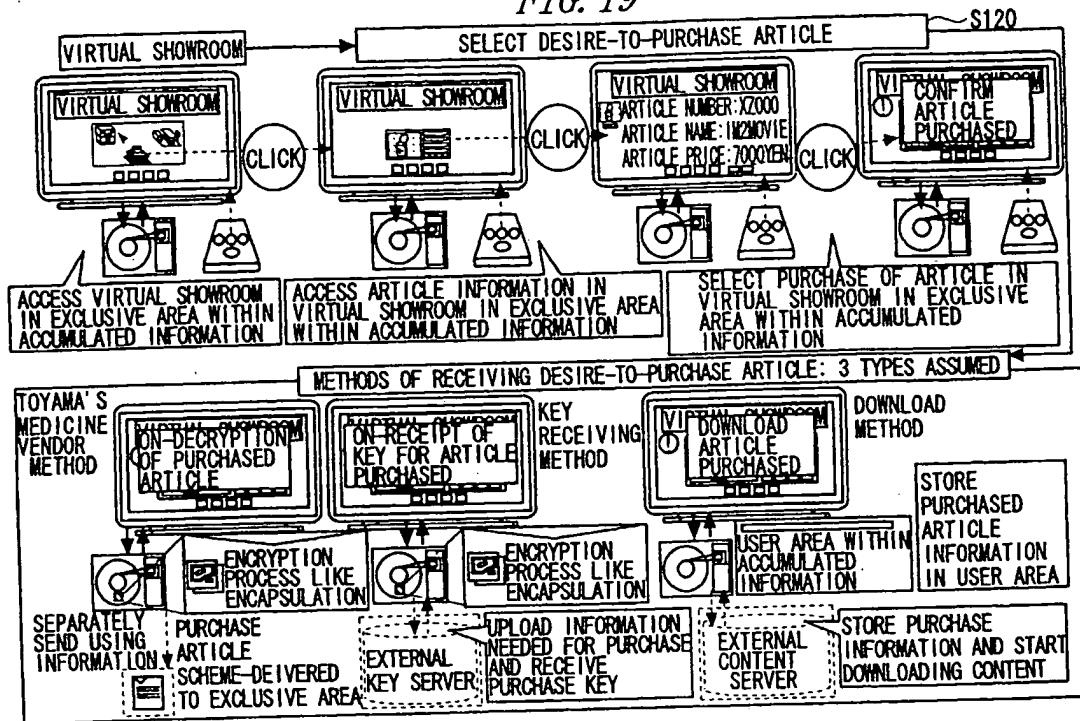 FIG. 19
VIRTUAL SHOWROOM
SELECT DESIRE-TO-PURCHASE ARTICLE
S120
VIRTUAL SHOWROOM
CLICK
VIRTUAL SHOWROOM
CLICK
VIRTUAL SHOWROOM
ARTICLE NUMBER:XZ000
ARTICLE NAME:IM2MOVIE
ARTICLE PRICE:7000YEN
CLICK
VIRTUAL SHOWROOM
CONFIRM
ARTICLE
PURCHASED
ACCESS VIRTUAL SHOWROOM
IN EXCLUSIVE AREA WITHIN
ACCUMULATED INFORMATION
ACCESS ARTICLE INFORMATION IN
VIRTUAL SHOWROOM IN EXCLUSIVE AREA
WITHIN ACCUMULATED INFORMATION
SELECT PURCHASE OF ARTICLE IN
VIRTUAL SHOWROOM IN EXCLUSIVE
AREA WITHIN ACCUMULATED
INFORMATION
METHODS OF RECEIVING DESIRE-TO-PURCHASE ARTICLE: 3 TYPES ASSUMED
TOYAMA'S
MEDICINE
VENDOR
METHOD
VIRTUAL SHOWROOM
ON-DECRYPTION
OF PURCHASED
ARTICLE
VIRTUAL SHOWROOM
ON-RECEIPT OF
KEY FOR ARTICLE
PURCHASED
KEY
RECEIVING
METHOD
VIRTUAL SHOWROOM
DOWNLOAD
ARTICLE
PURCHASED
DOWNLOAD
METHOD
STORE
PURCHASED
ARTICLE
INFORMATION
IN USER AREA
ENCRYPTION
PROCESS LIKE
ENCAPSULATION
ENCRYPTION
PROCESS LIKE
ENCAPSULATION
USER AREA WITHIN
ACCUMULATED
INFORMATION
SEPARATELY
SEND USING
INFORMATION
PURCHASE
ARTICLE
SCHEME-DEIVERED
TO EXCLUSIVE AREA
EXTERNAL
KEY SERVER
UPLOAD INFORMATION
NEEDED FOR PURCHASE
AND RECEIVE
PURCHASE KEY
EXTERNAL
CONTENT
SERVER
STORE PURCHASE
INFORMATION AND START
DOWNLOADING CONTENT